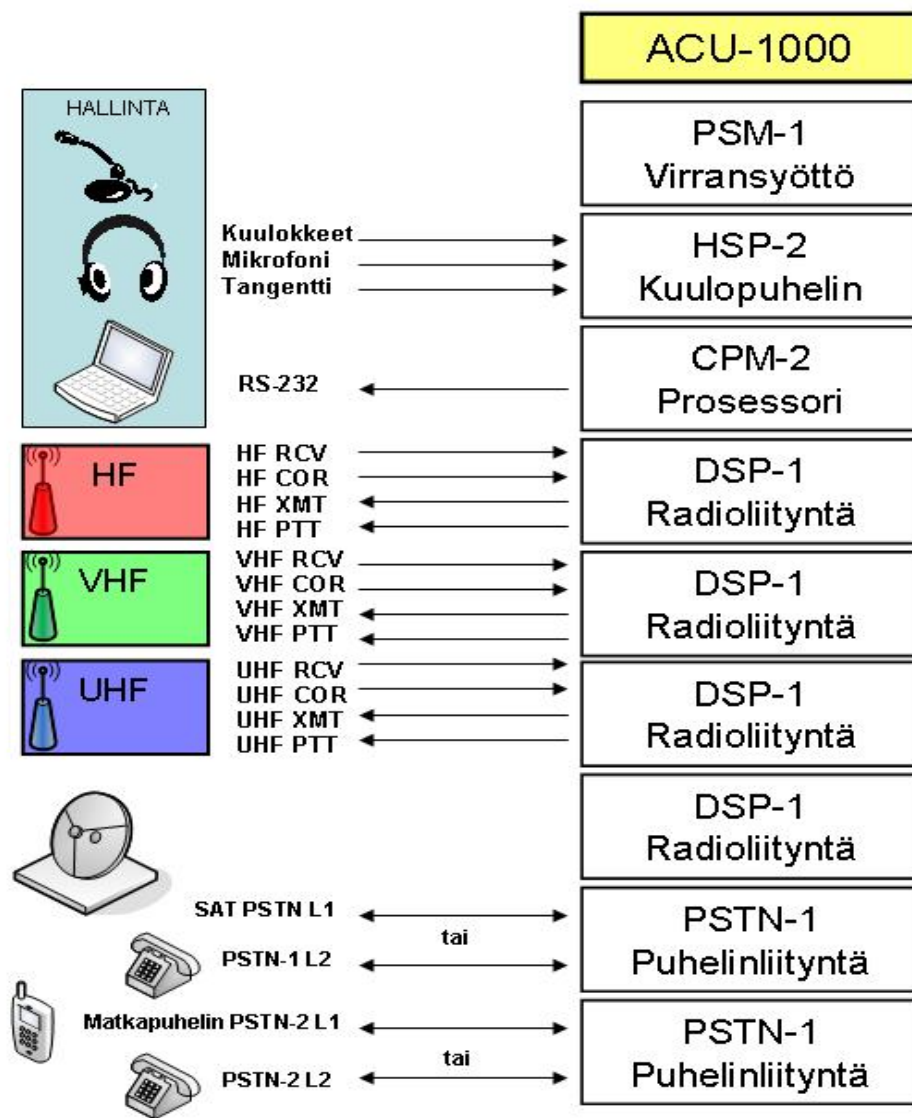 ACU-1000
HALLINTA
PSM-1
Virransyöttö
Kuulokkeet
Mikrofoni
Tangentti
HSP-2
Kuulopuhelin
RS-232
CPM-2
Prosessori
HF
HF RCV
HF COR
HF XMT
HF PTT
DSP-1
Radioliityntä
VHF
VHF RCV
VHF COR
VHF XMT
VHF PTT
DSP-1
Radioliityntä
UHF
UHF RCV
UHF COR
UHF XMT
UHF PTT
DSP-1
Radioliityntä
DSP-1
Radioliityntä
SAT PSTN L1
tai
PSTN-1 L2
PSTN-1
Puhelinliityntä
Matkapuhelin PSTN-2 L1
tai
PSTN-2 L2
PSTN-1
Puhelinliityntä